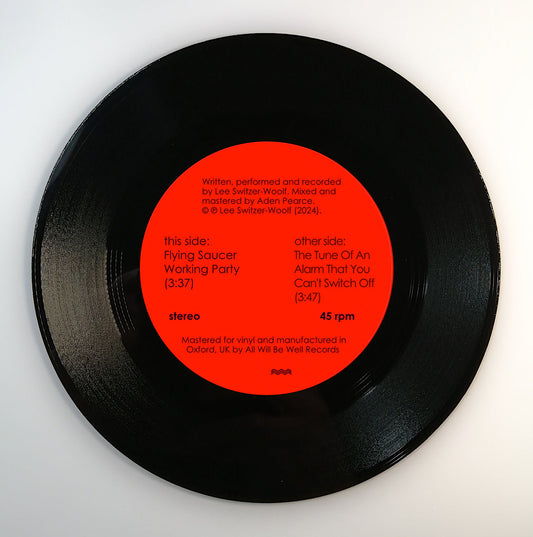 Written, performed and recorded
by Lee Switzer-Woolf. Mixed and
mastered by Aden Pearce.
© ℗ Lee Switzer-Woolf (2024).
this side:
Flying Saucer
Working Party
(3:37)
other side:
The Tune Of An
Alarm That You
Can't Switch Off
(3:47)
stereo
45 rpm
Mastered for vinyl and manufactured in
Oxford, UK by All Will Be Well Records